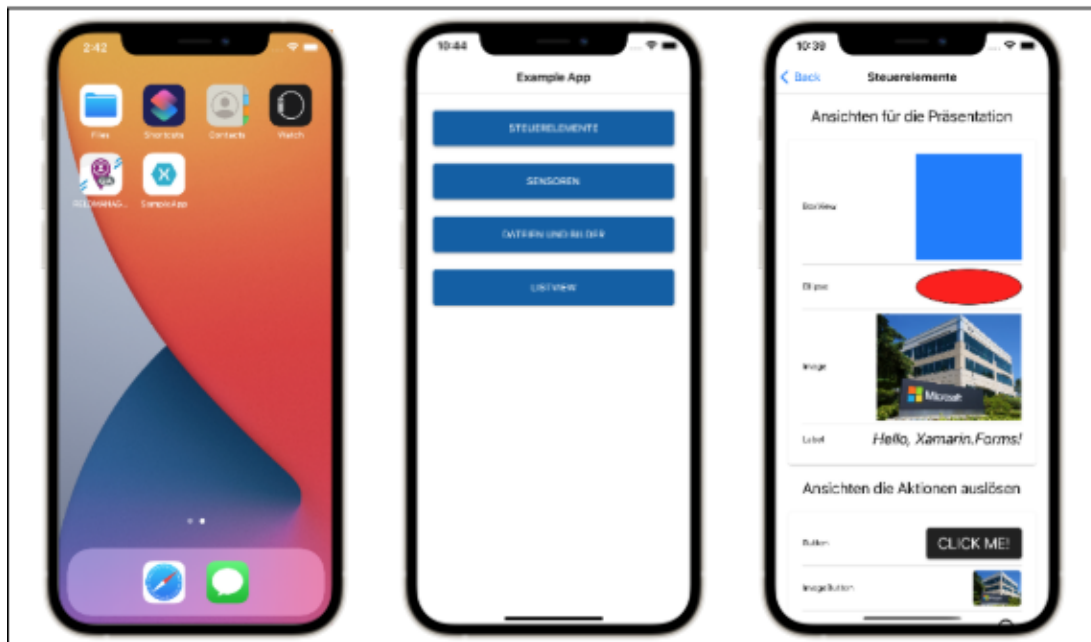 2:42
Files
Shortcuts
Contacts
Watch
SampleApp
10:44
Example App
STEUERELEMENTE
SENSOREN
DATEIEN UND BILDER
LISTVIEW
10:39
Back
Steuerelemente
Ansichten für die Präsentation
BoxView
Ellipse
Image
Microsoft
Label
Hello, Xamarin.Forms!
Ansichten die Aktionen auslösen
Button
CLICK ME!
ImageButton